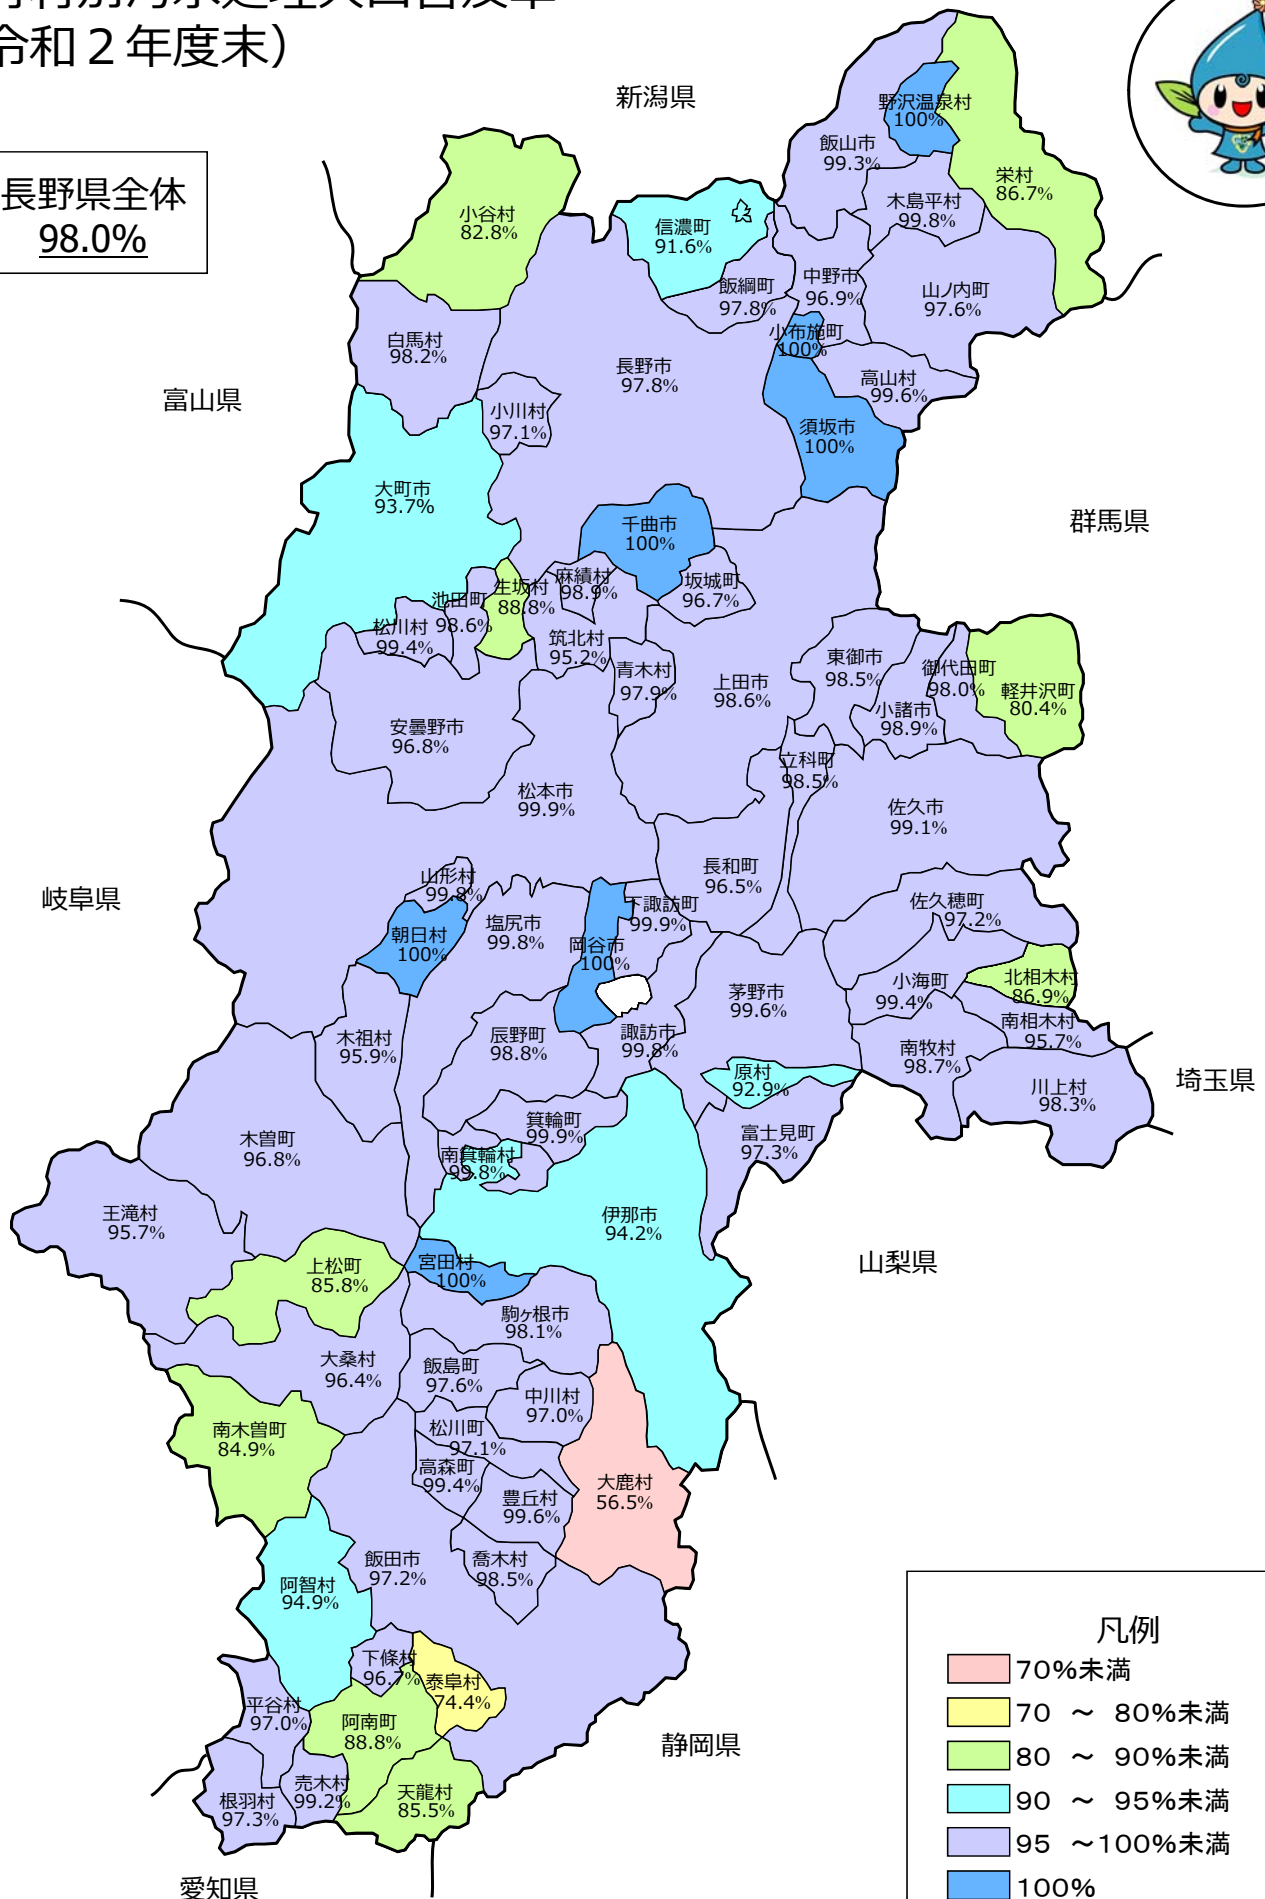 令和２年度末）
長野県全体
98.0%
新潟県
富山県
岐阜県
群馬県
埼玉県
山梨県
静岡県
愛知県
野沢温泉村
100%
飯山市
99.3%
栄村
86.7%
木島平村
99.8%
小谷村
82.8%
信濃町
91.6%
飯綱町
97.8%
中野市
96.9%
山ノ内町
97.6%
白馬村
98.2%
長野市
97.8%
小布施町
100%
高山村
99.6%
小川村
97.1%
須坂市
100%
大町市
93.7%
千曲市
100%
麻績村
98.9%
坂城町
96.7%
生坂村
88.8%
池田町
98.6%
松川村
99.4%
筑北村
95.2%
青木村
97.9%
上田市
98.6%
東御市
98.5%
御代田町
98.0%
軽井沢町
80.4%
小諸市
98.9%
安曇野市
96.8%
立科町
98.5%
松本市
99.9%
佐久市
99.1%
長和町
96.5%
山形村
99.8%
朝日村
100%
塩尻市
99.8%
岡谷市
100%
下諏訪町
99.9%
佐久穂町
97.2%
茅野市
99.6%
小海町
99.4%
北相木村
86.9%
南相木村
95.7%
木祖村
95.9%
辰野町
98.8%
諏訪市
99.8%
南牧村
98.7%
原村
92.9%
川上村
98.3%
木曽町
96.8%
箕輪町
99.9%
富士見町
97.3%
南箕輪村
99.8%
王滝村
95.7%
伊那市
94.2%
上松町
85.8%
宮田村
100%
駒ヶ根市
98.1%
大桑村
96.4%
飯島町
97.6%
中川村
97.0%
南木曽町
84.9%
松川町
97.1%
高森町
99.4%
豊丘村
99.6%
大鹿村
56.5%
飯田市
97.2%
喬木村
98.5%
阿智村
94.9%
下條村
96.7%
泰阜村
74.4%
平谷村
97.0%
阿南町
88.8%
売木村
99.2%
根羽村
97.3%
天龍村
85.5%
凡例
70%未満
70　～　80%未満
80　～　90%未満
90　～　95%未満
95　～100%未満
100%